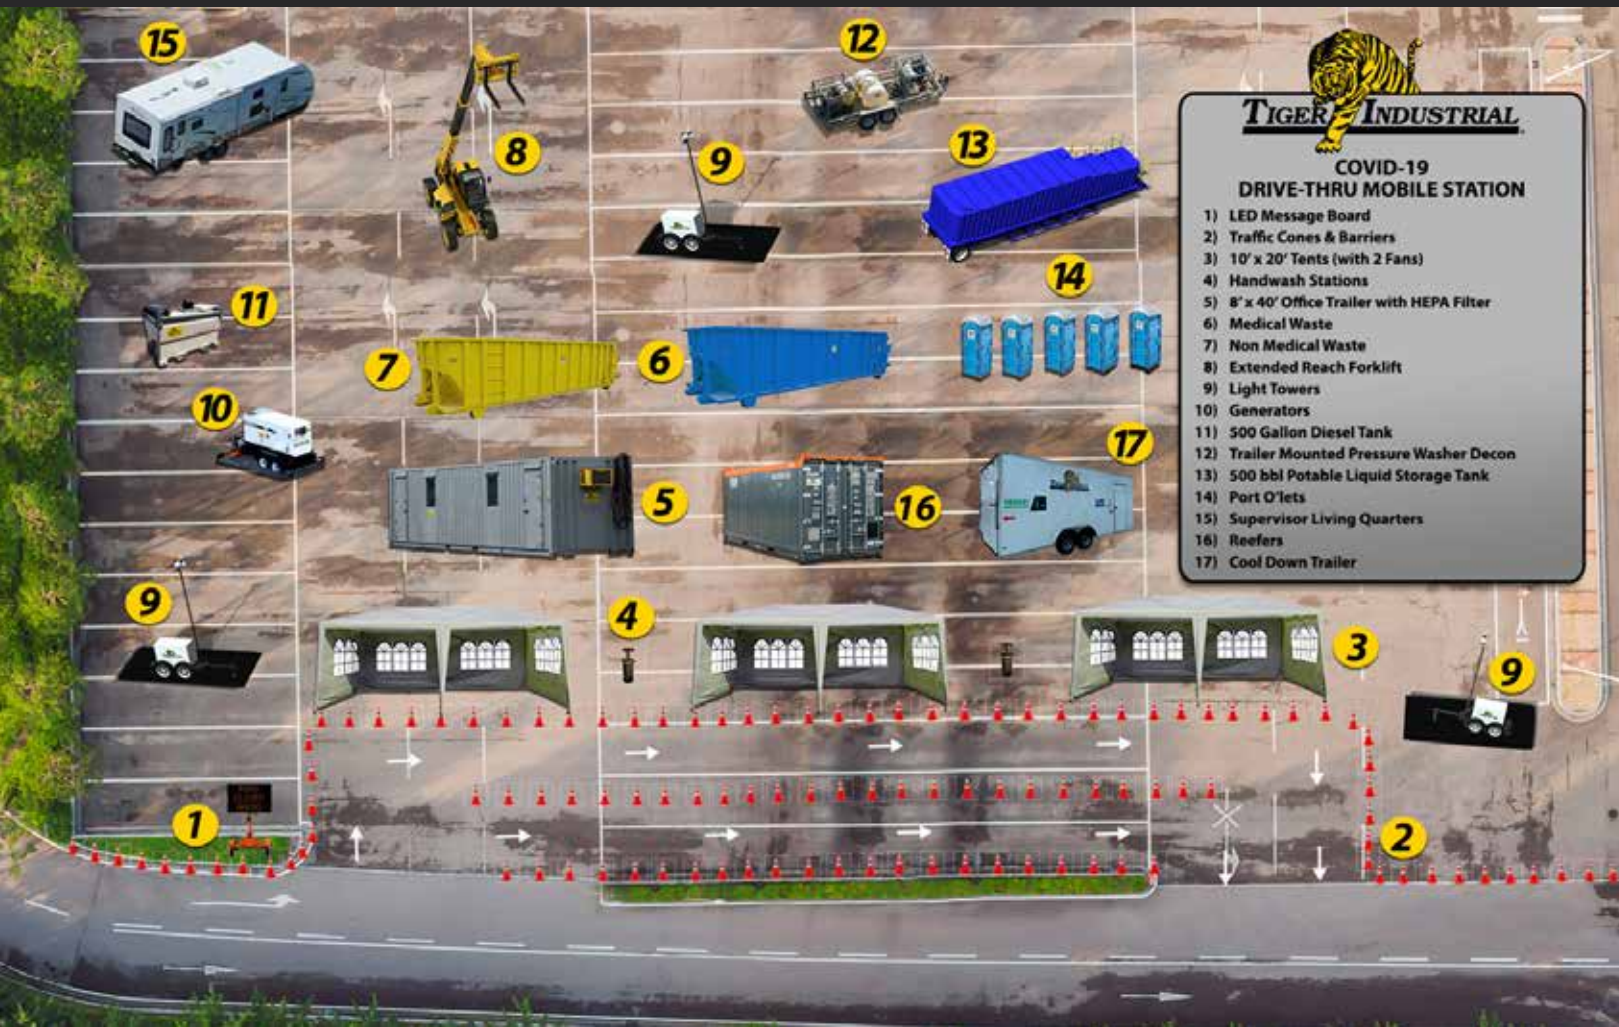 15
12
8
9
13
14
11
7
6
10
17
5
16
9
4
3
9
1
2
TIGER INDUSTRIAL
COVID-19
DRIVE-THRU MOBILE STATION
1) LED Message Board
2) Traffic Cones & Barriers
3) 10' x 20' Tents (with 2 Fans)
4) Handwash Stations
5) 8' x 40' Office Trailer with HEPA Filter
6) Medical Waste
7) Non Medical Waste
8) Extended Reach Forklift
9) Light Towers
10) Generators
11) 500 Gallon Diesel Tank
12) Trailer Mounted Pressure Washer Decon
13) 500 bbl Potable Liquid Storage Tank
14) Port O'lets
15) Supervisor Living Quarters
16) Reefers
17) Cool Down Trailer